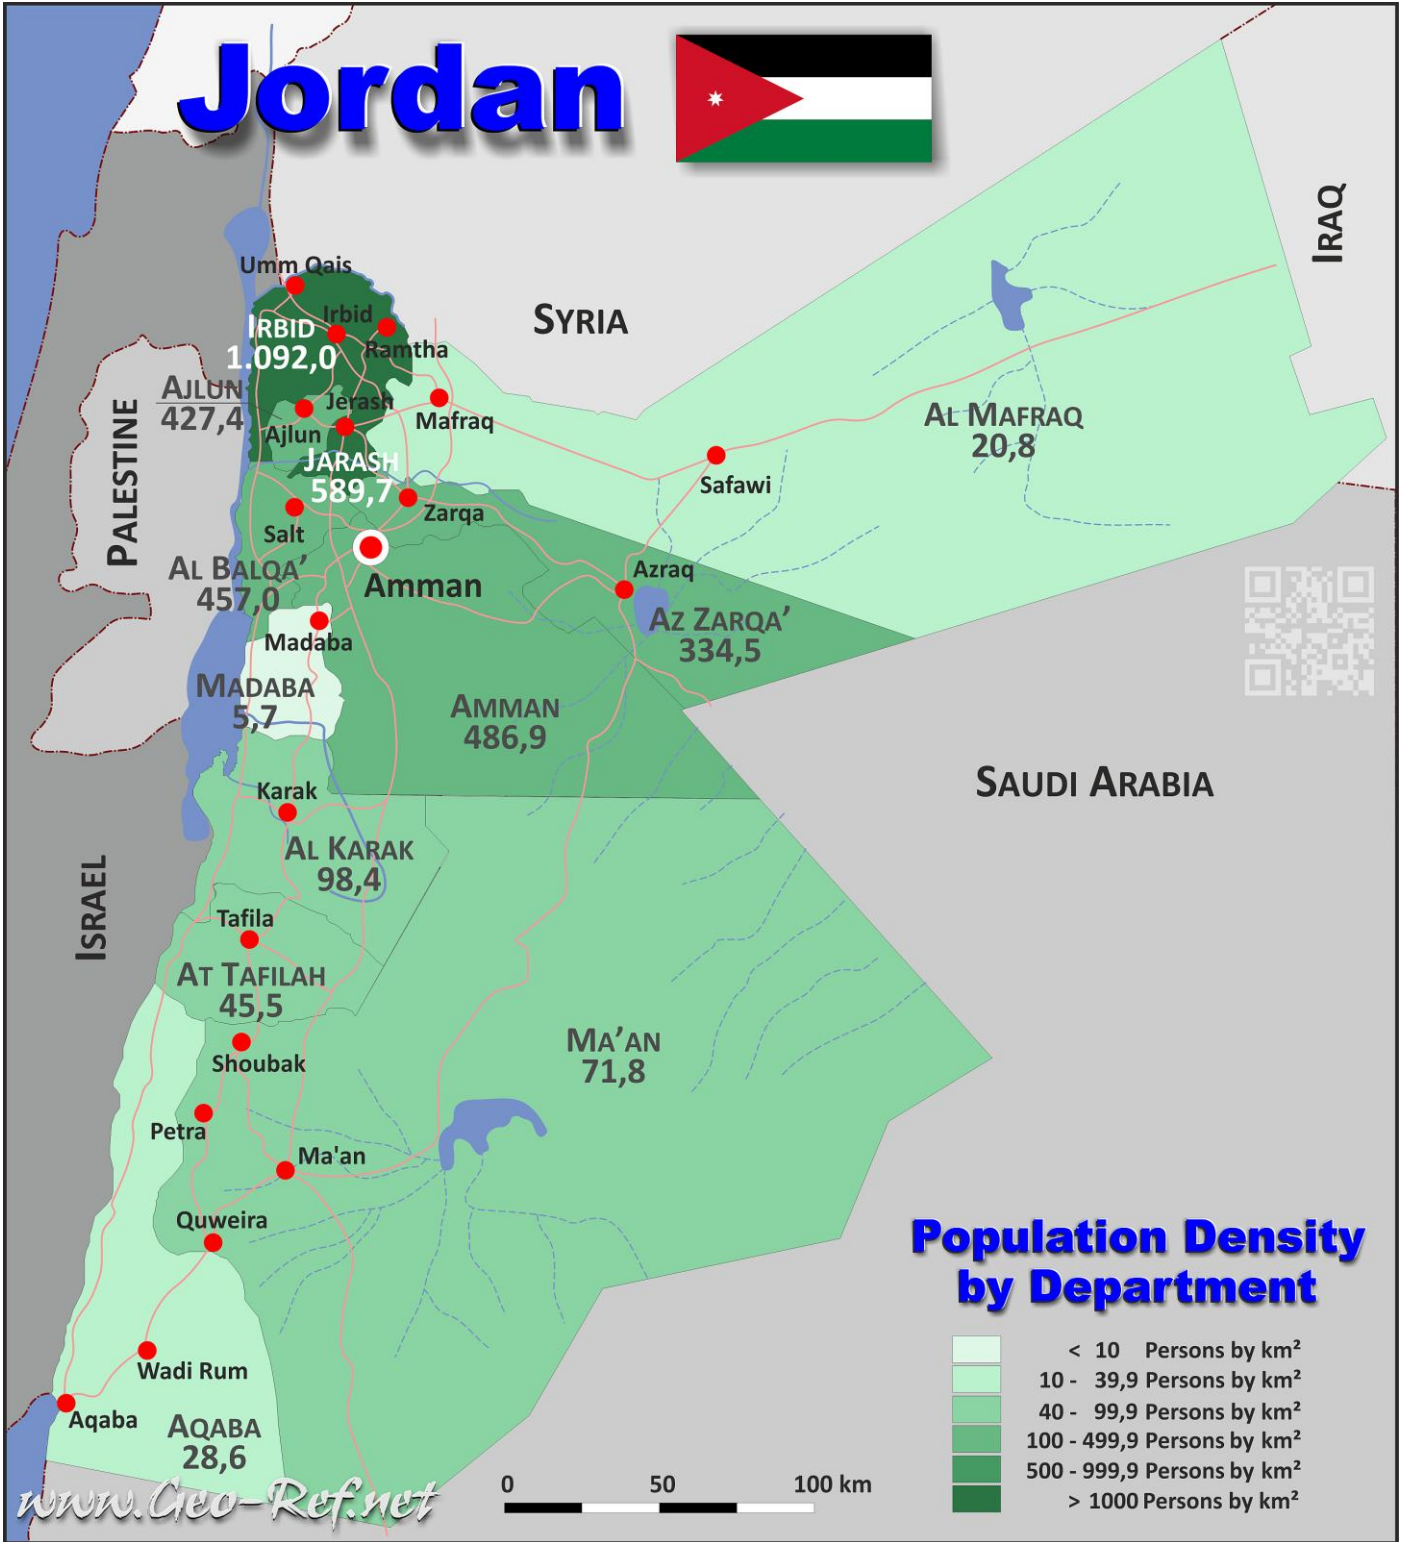 Jordan
IRAQ
SYRIA
Umm Qais
Irbid
IRBID
1.092,0
Ramtha
AJLUN
427,4
Jerash
Mafraq
Ajlun
JARASH
589,7
AL MAFRAQ
20,8
Safawi
PALESTINE
Zarqa
Salt
AL BALQA’
457,0
Amman
Azraq
AZ ZARQA’
334,5
Madaba
MADABA
5,7
AMMAN
486,9
SAUDI ARABIA
Karak
AL KARAK
98,4
ISRAEL
Tafila
AT TAFILAH
45,5
MA’AN
71,8
Shoubak
Petra
Ma'an
Quweira
Wadi Rum
Aqaba
AQABA
28,6
Population Density
by Department
< 10 Persons by km²
10 - 39,9 Persons by km²
40 - 99,9 Persons by km²
100 - 499,9 Persons by km²
500 - 999,9 Persons by km²
> 1000 Persons by km²
0 50 100 km
www.Geo-Ref.net